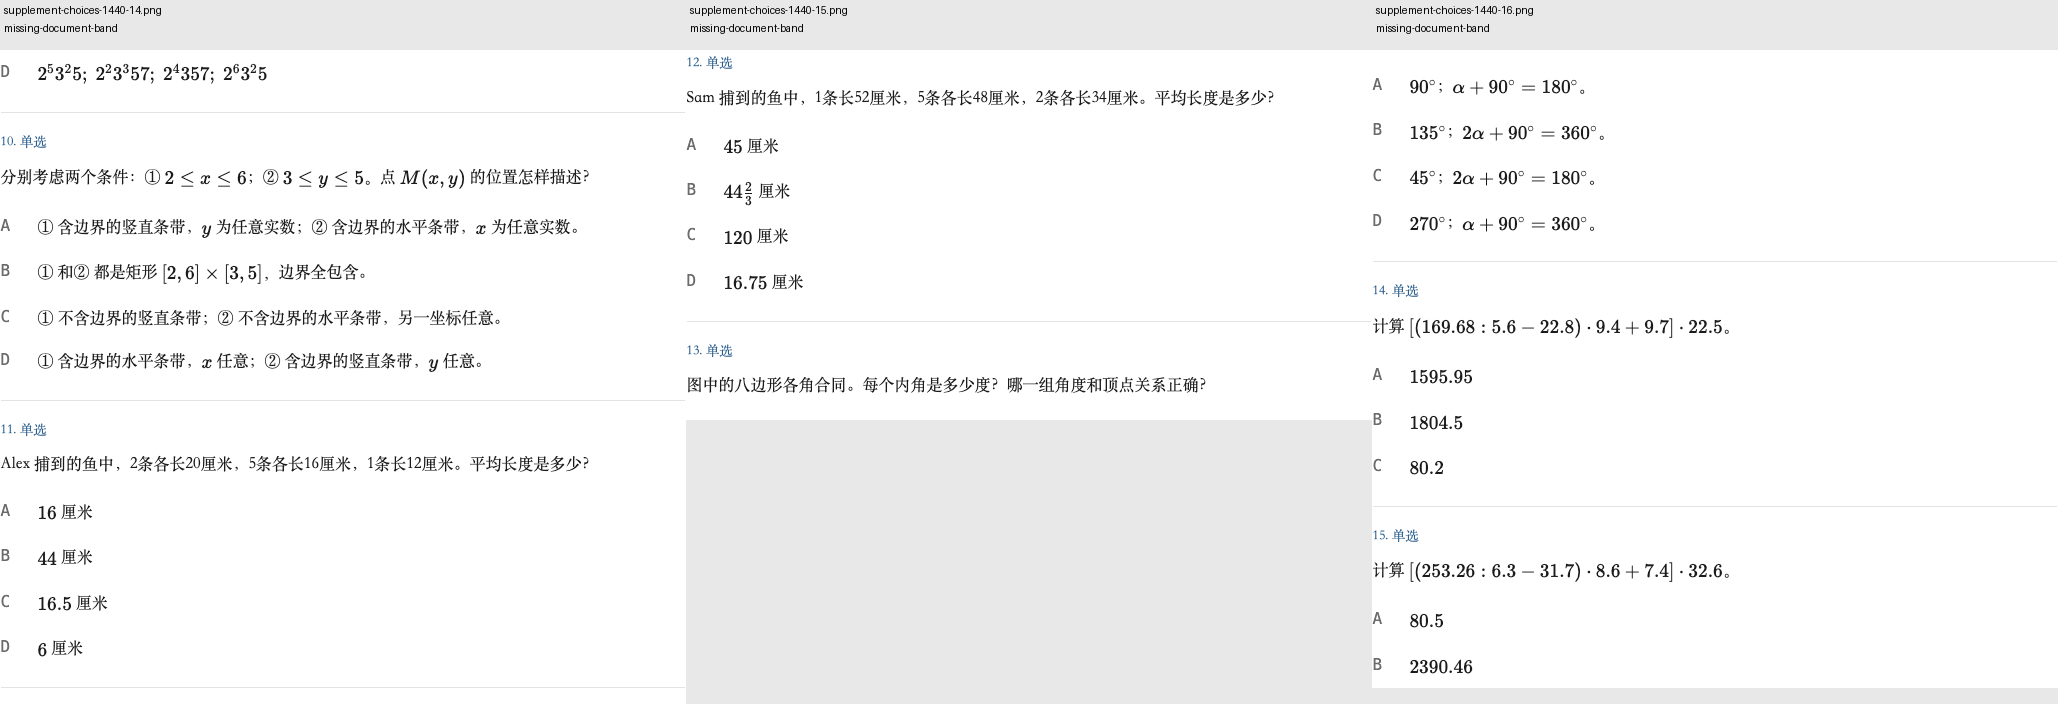 supplement-choices-1440-14.png
missing-document-band
D 2⁵3²5; 2²3³57; 2⁴357; 2⁶3²5
10. 单选
分别考虑两个条件：① 2 ≤ x ≤ 6；② 3 ≤ y ≤ 5。点 M(x, y) 的位置怎样描述？
A ① 含边界的竖直条带，y 为任意实数；② 含边界的水平条带，x 为任意实数。
B ① 和② 都是矩形 [2, 6] × [3, 5]，边界全包含。
C ① 不含边界的竖直条带；② 不含边界的水平条带，另一坐标任意。
D ① 含边界的水平条带，x 任意；② 含边界的竖直条带，y 任意。
11. 单选
Alex 捕到的鱼中，2条各长20厘米，5条各长16厘米，1条长12厘米。平均长度是多少？
A 16 厘米
B 44 厘米
C 16.5 厘米
D 6 厘米
supplement-choices-1440-15.png
missing-document-band
12. 单选
Sam 捕到的鱼中，1条长52厘米，5条各长48厘米，2条各长34厘米。平均长度是多少？
A 45 厘米
B 44 2/3 厘米
C 120 厘米
D 16.75 厘米
13. 单选
图中的八边形各角合同。每个内角是多少度？哪一组角度和顶点关系正确？
supplement-choices-1440-16.png
missing-document-band
A 90°；α + 90° = 180°。
B 135°；2α + 90° = 360°。
C 45°；2α + 90° = 180°。
D 270°；α + 90° = 360°。
14. 单选
计算 [(169.68 : 5.6 − 22.8) · 9.4 + 9.7] · 22.5。
A 1595.95
B 1804.5
C 80.2
15. 单选
计算 [(253.26 : 6.3 − 31.7) · 8.6 + 7.4] · 32.6。
A 80.5
B 2390.46